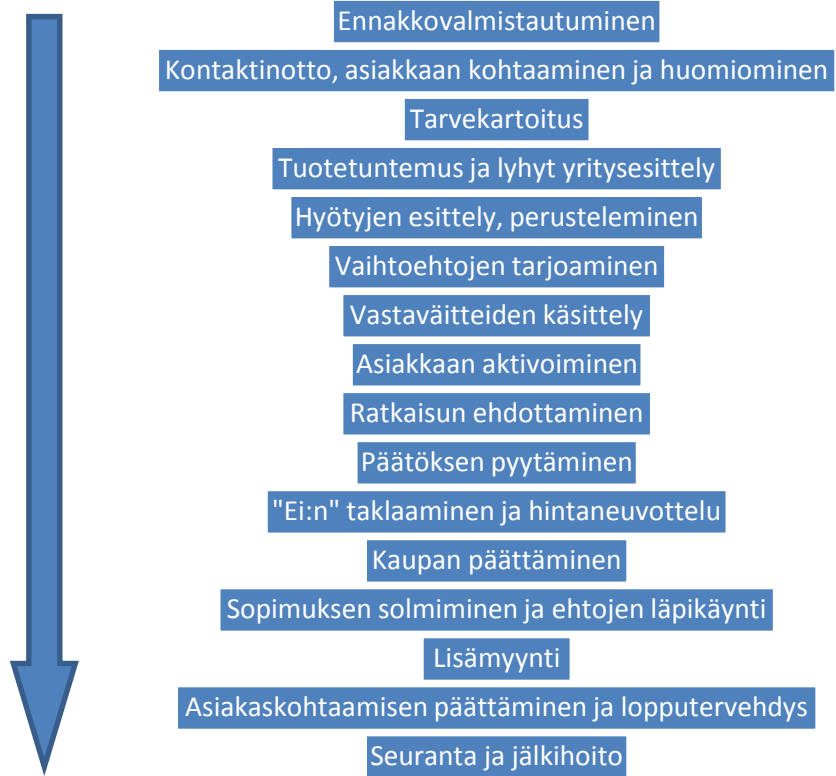 Ennakkovalmistautuminen
Kontaktinotto, asiakkaan kohtaaminen ja huomiominen
Tarvekartoitus
Tuotetuntemus ja lyhyt yritysesittely
Hyötyjen esittely, perusteleminen
Vaihtoehtojen tarjoaminen
Vastaväitteiden käsittely
Asiakkaan aktivoiminen
Ratkaisun ehdottaminen
Päätöksen pyytäminen
"Ei:n" taklaaminen ja hintaneuvottelu
Kaupan päättäminen
Sopimuksen solmiminen ja ehtojen läpikäynti
Lisämyynti
Asiakaskohtaamisen päättäminen ja lopputervehdys
Seuranta ja jälkihoito